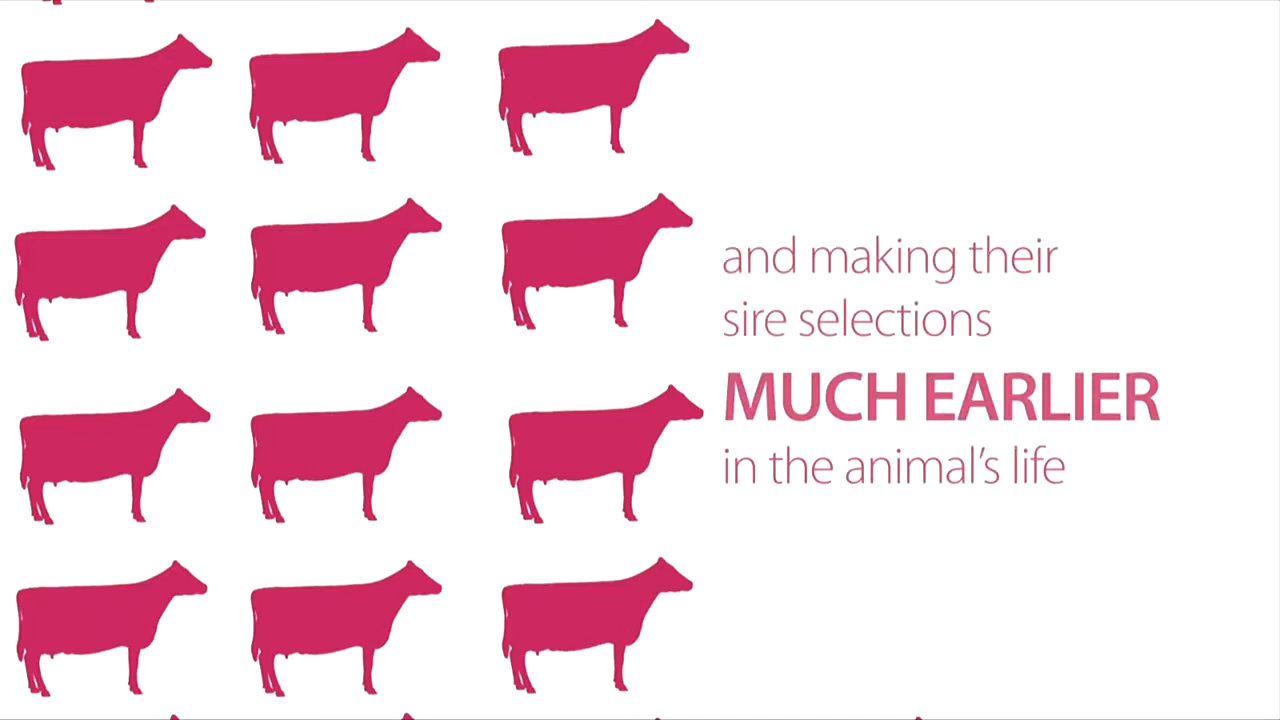 and making their
sire selections
MUCH EARLIER
in the animal’s life